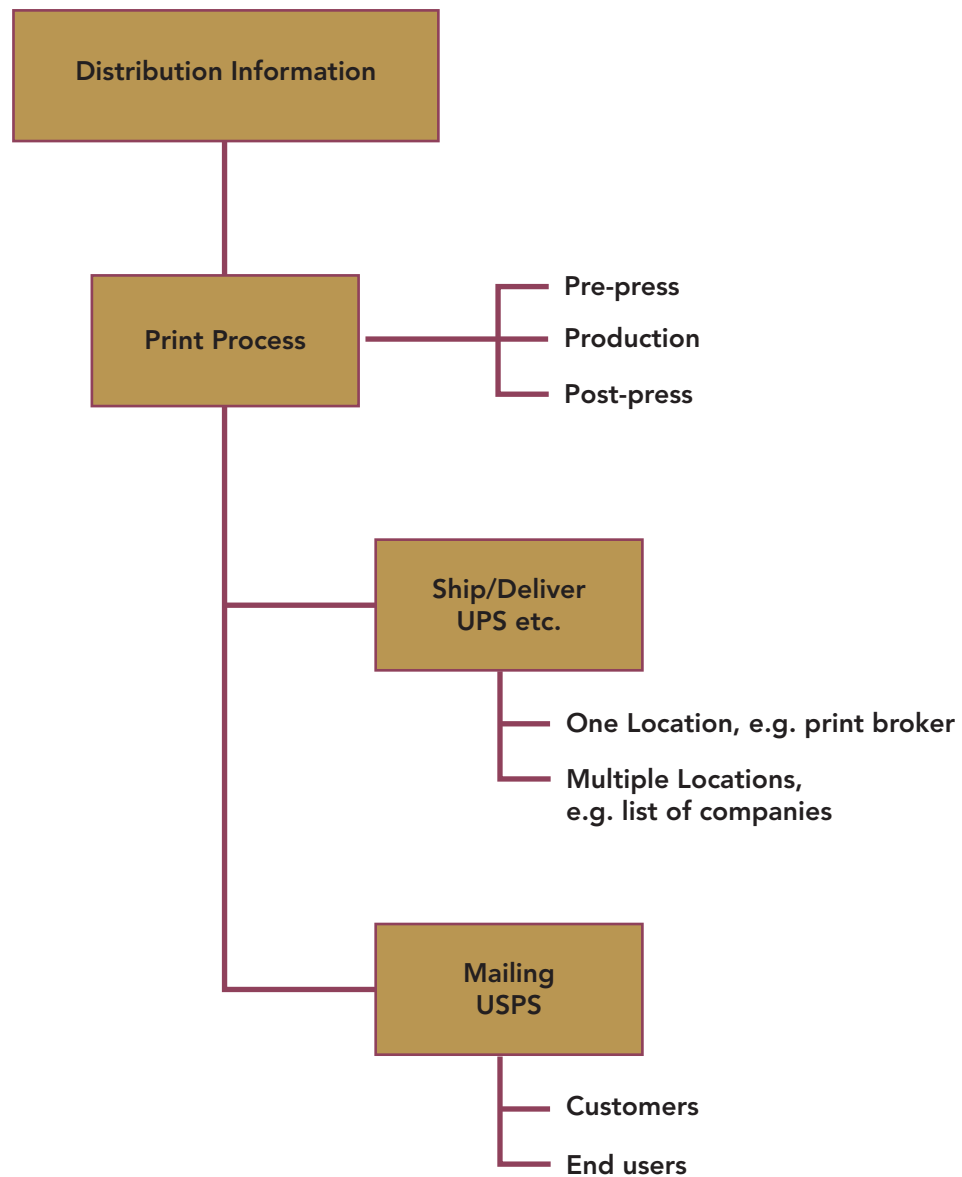 Distribution Information
Print Process
Pre-press
Production
Post-press
Ship/Deliver
UPS etc.
One Location, e.g. print broker
Multiple Locations,
e.g. list of companies
Mailing
USPS
Customers
End users